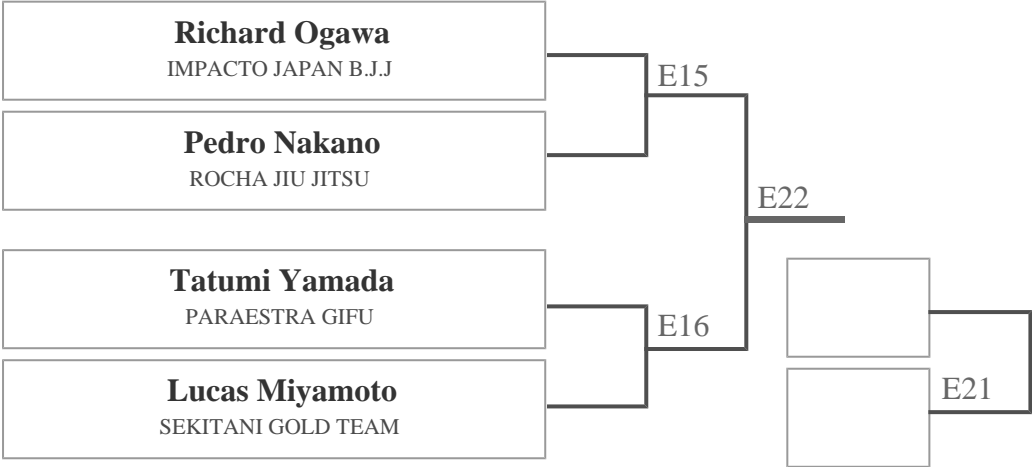 Richard Ogawa
IMPACTO JAPAN B.J.J
E15
Pedro Nakano
ROCHA JIU JITSU
E22
Tatumi Yamada
PARAESTRA GIFU
E16
Lucas Miyamoto
SEKITANI GOLD TEAM
E21